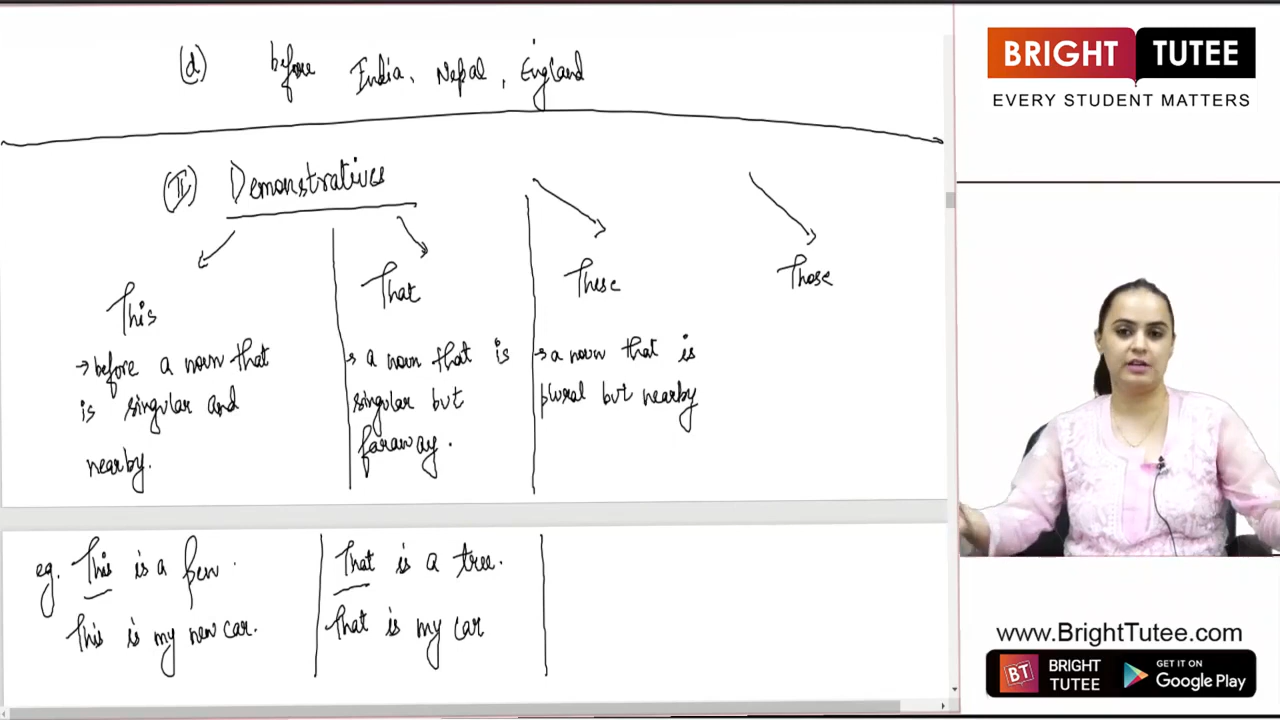 (d) before India, Nepal, England
(II) Demonstratives
This
→ before a noun that
is singular and
nearby.
That
→ a noun that is
singular but
faraway.
These
→ a noun that is
plural but nearby
Those
eg. This is a pen.
This is my new car.
That is a tree.
That is my car
BRIGHT TUTEE
EVERY STUDENT MATTERS
www.BrightTutee.com
BT BRIGHT TUTEE
GET IT ON
Google Play